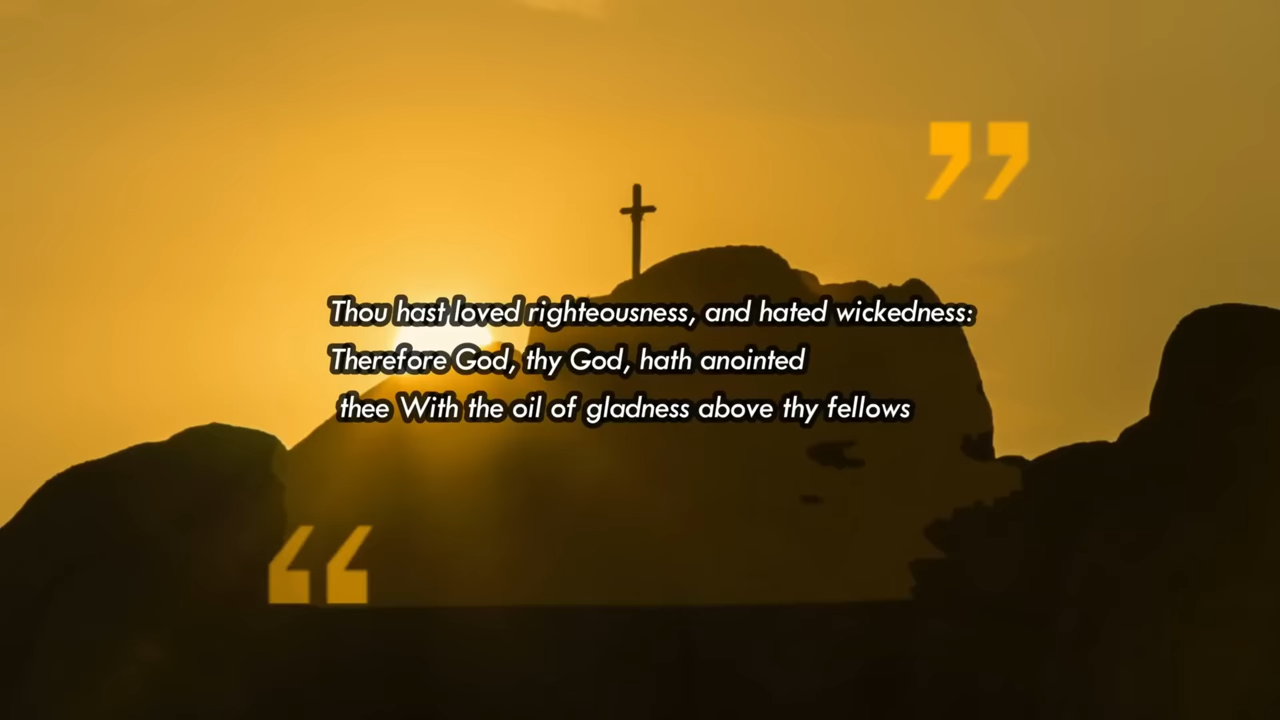 ”
Thou hast loved righteousness, and hated wickedness:
Therefore God, thy God, hath anointed
thee With the oil of gladness above thy fellows
“